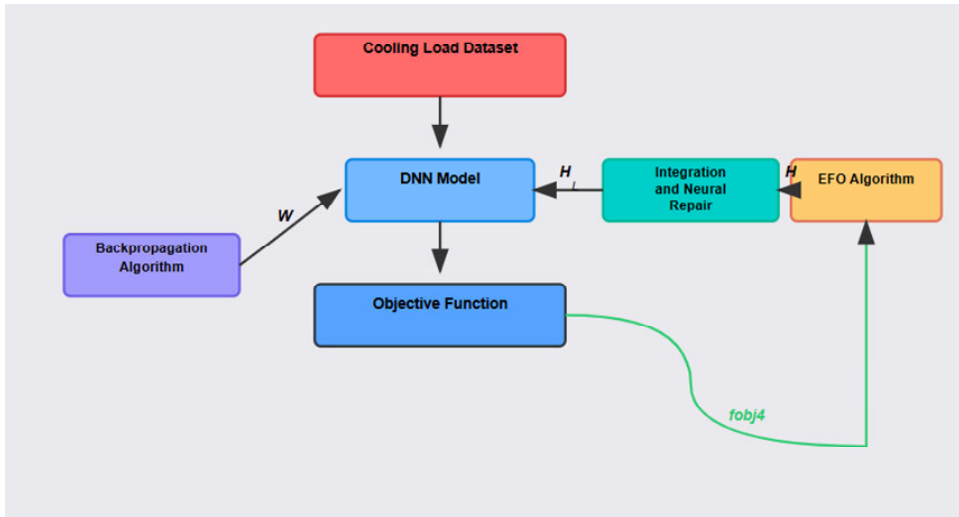 Cooling Load Dataset
DNN Model
H
Integration
and Neural
Repair
H
EFO Algorithm
W
Backpropagation
Algorithm
Objective Function
fobj4